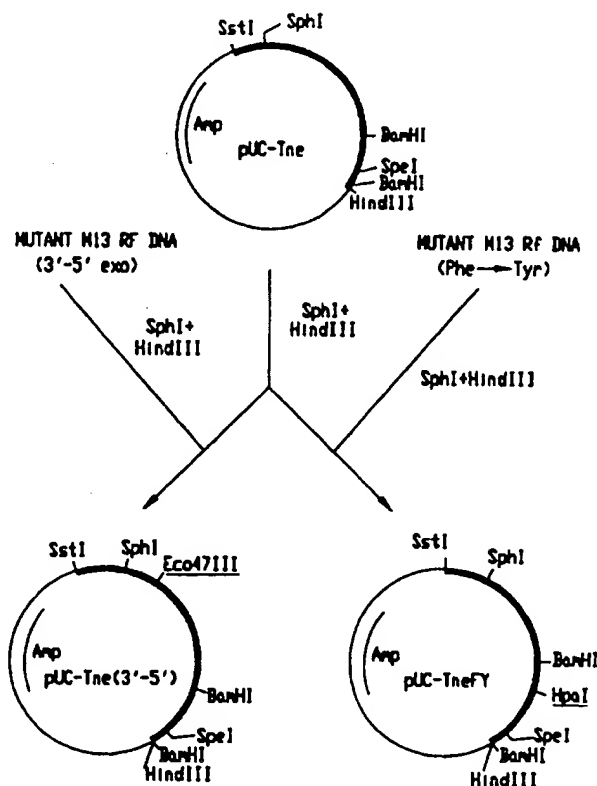 SstI
SphI
Amp
pUC-Tne
BamHI
SpeI
BamHI
HindIII
MUTANT M13 RF DNA
(3'-5' exo)
MUTANT M13 RF DNA
(Phe→Tyr)
SphI+
HindIII
SphI+
HindIII
SphI+HindIII
SstI
SphI
Eco47III
Amp
pUC-Tne(3'-5')
BamHI
SpeI
BamHI
HindIII
SstI
SphI
Amp
pUC-TneFY
BamHI
HpaI
SpeI
BamHI
HindIII